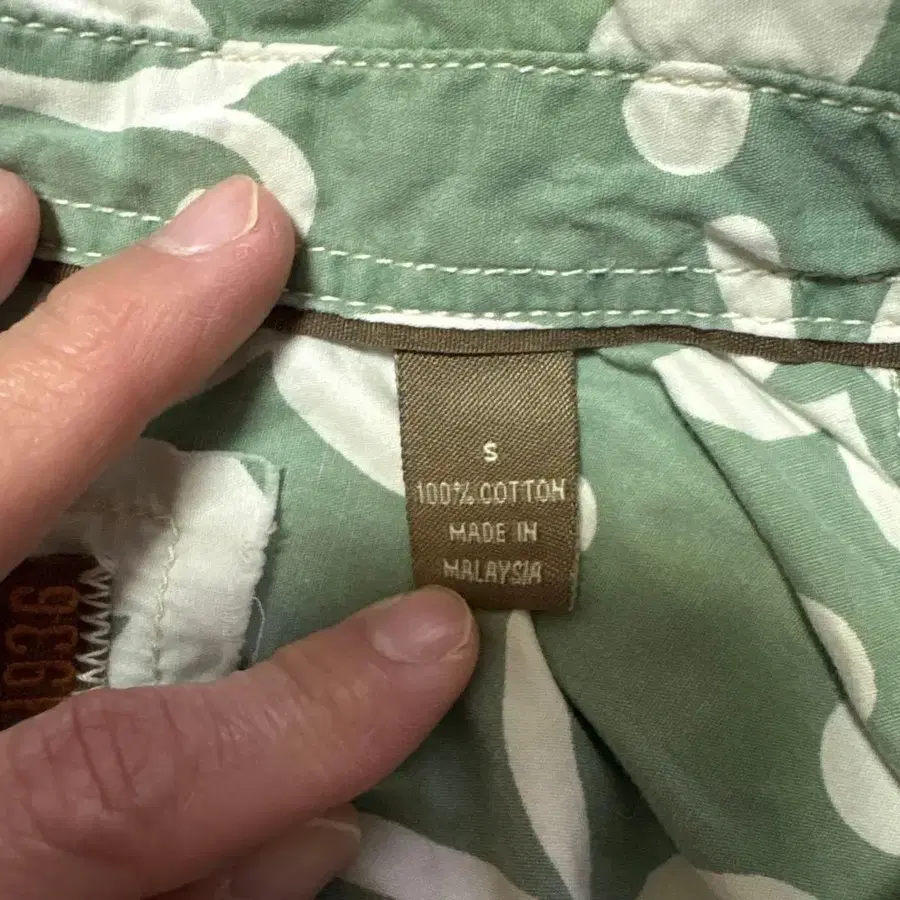 S
100% COTTON
MADE IN
MALAYSIA
1936